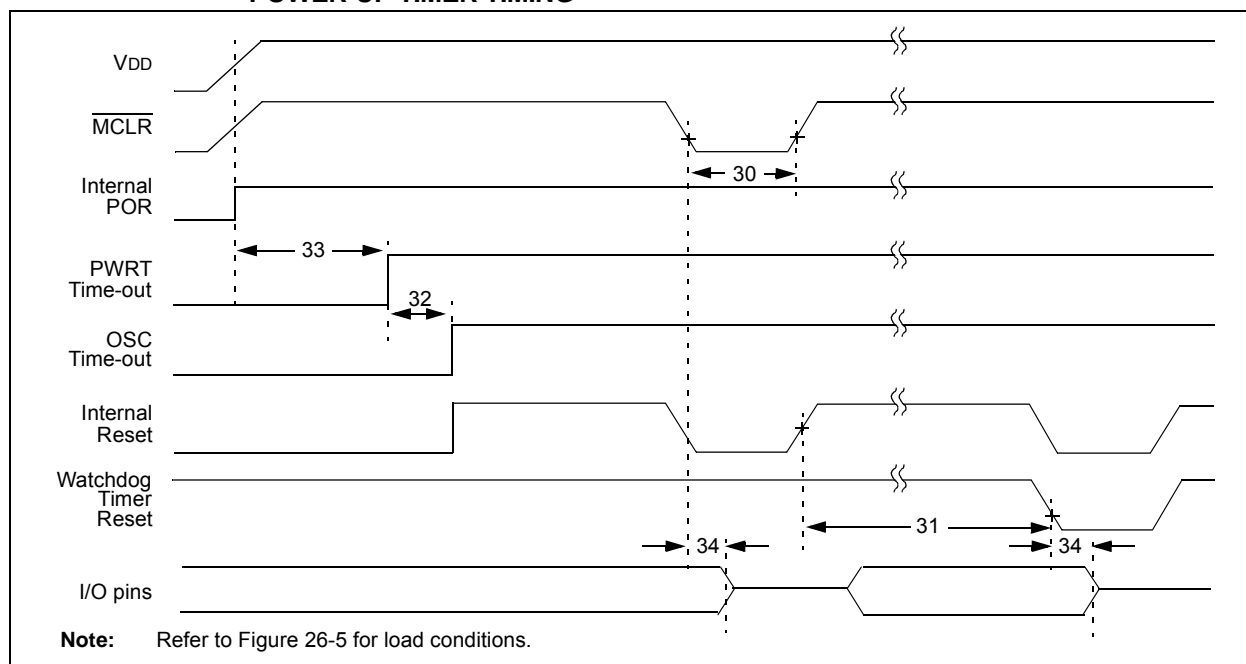 POWER-UP TIMER TIMING
VDD
MCLR
Internal
POR
30
33
PWRT
Time-out
32
OSC
Time-out
Internal
Reset
Watchdog
Timer
Reset
31
34
34
I/O pins
Note: Refer to Figure 26-5 for load conditions.